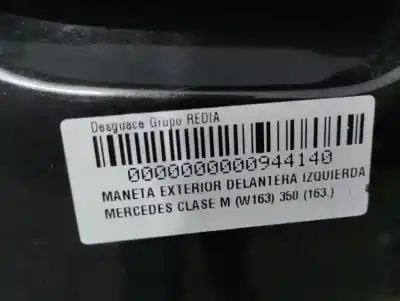 Desguace Grupo REDIA
0000000000944140
MANETA EXTERIOR DELANTERA IZQUIERDA
MERCEDES CLASE M (W163) 350 (163.)